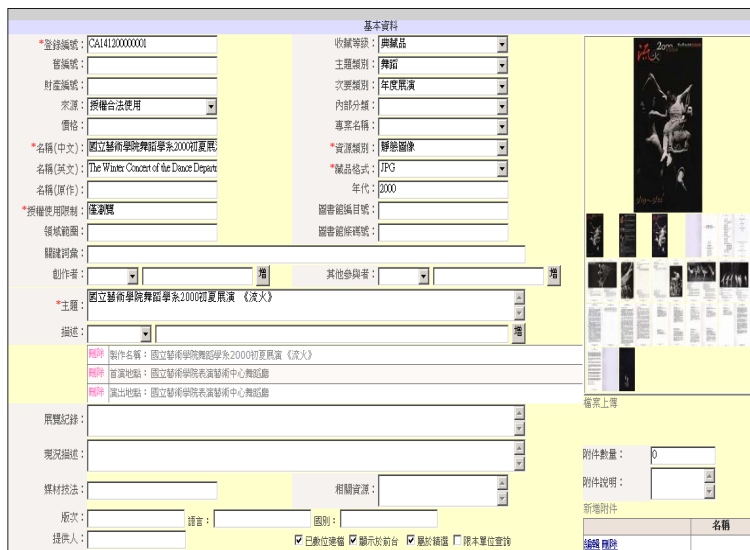 基本資料
*登錄編號： CA141200000001 收藏等級： 典藏品
舊編號： 主題類別： 舞蹈
財產編號： 次要類別： 年度展演
來源： 授權合法使用 內部分類：
價格： 專案名稱：
*名稱(中文)： 國立藝術學院舞蹈學系2000初夏展 *資源類別： 靜態圖像
名稱(英文)： The Winter Concert of the Dance Depart *藏品格式： JPG
名稱(原作)： 年代： 2000
*授權使用限制： 僅瀏覽 圖書館編目號：
領域範圍： 圖書館條碼號：
關鍵詞彙：
創作者： 增 其他參與者： 增
*主題： 國立藝術學院舞蹈學系2000初夏展演 《流火》
描述： 增
刪除 製作名稱： 國立藝術學院舞蹈學系2000初夏展演《流火》
刪除 首演地點： 國立藝術學院表演藝術中心舞蹈廳
刪除 演出地點： 國立藝術學院表演藝術中心舞蹈廳
展覽紀錄：
現況描述：
媒材技法： 相關資源：
版次： 語言： 國別：
提供人： 已數位建檔 顯示於前台 屬於精選 限本單位查詢
流火
2000
檔案上傳
附件數量： 0
附件說明：
新增附件
名稱
編輯 刪除